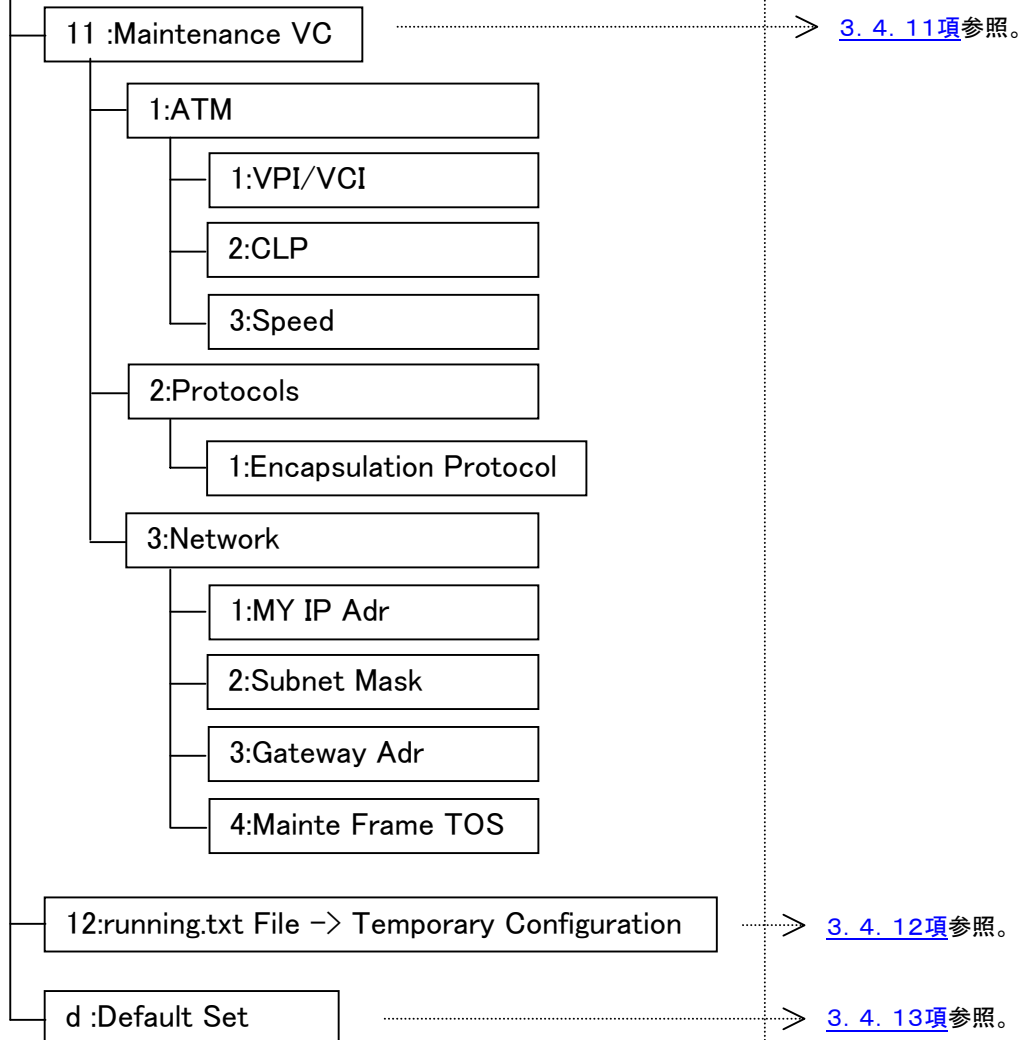 11 :Maintenance VC
3．4．11項参照。
1:ATM
1:VPI/VCI
2:CLP
3:Speed
2:Protocols
1:Encapsulation Protocol
3:Network
1:MY IP Adr
2:Subnet Mask
3:Gateway Adr
4:Mainte Frame TOS
12:running.txt File -> Temporary Configuration
3．4．12項参照。
d :Default Set
3．4．13項参照。